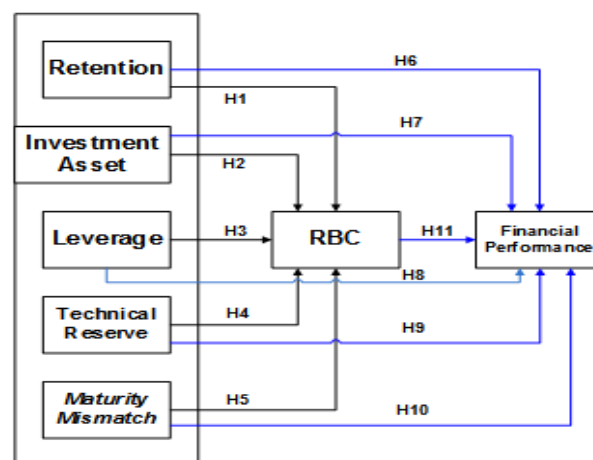 Retention
H6
H1
Investment
Asset
H7
H2
Leverage
H3
RBC
H11
Financial
Performance
H8
Technical
Reserve
H4
H9
Maturity
Mismatch
H5
H10